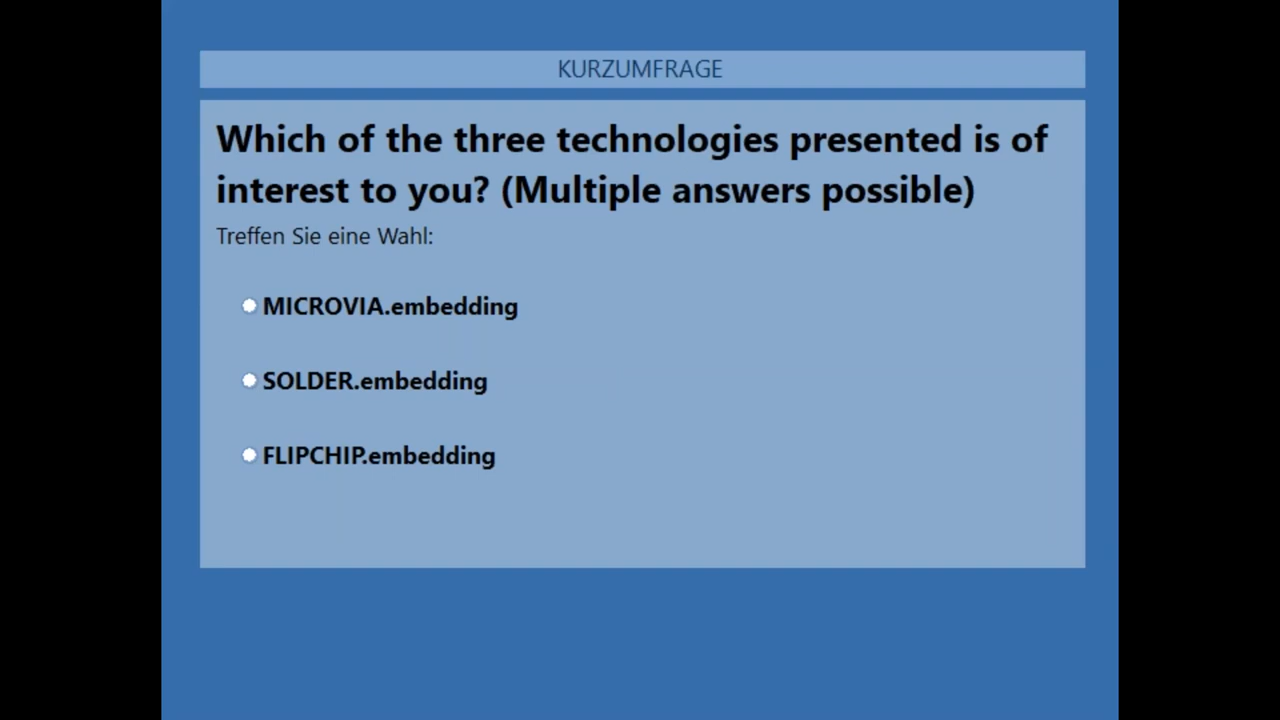 KURZUMFRAGE
Which of the three technologies presented is of
interest to you? (Multiple answers possible)
Treffen Sie eine Wahl:
MICROVIA.embedding
SOLDER.embedding
FLIPCHIP.embedding